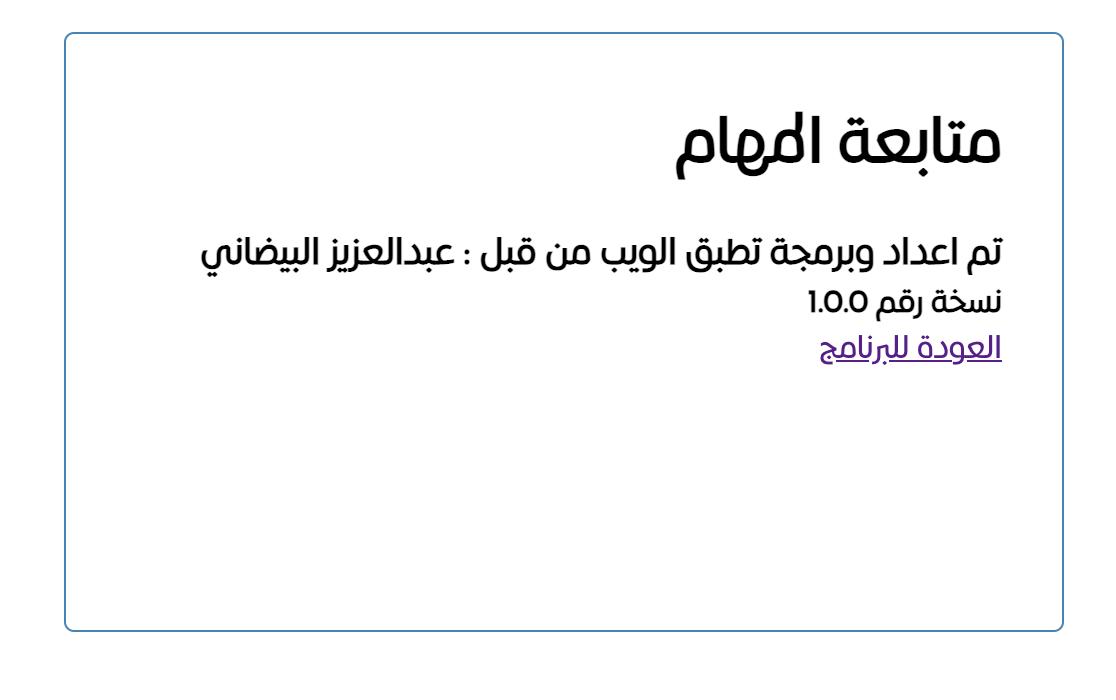 متابعة المهام
تم اعداد وبرمجة تطبق الويب من قبل : عبدالعزيز البيضاني
نسخة رقم 1.0.0
العودة للبرنامج